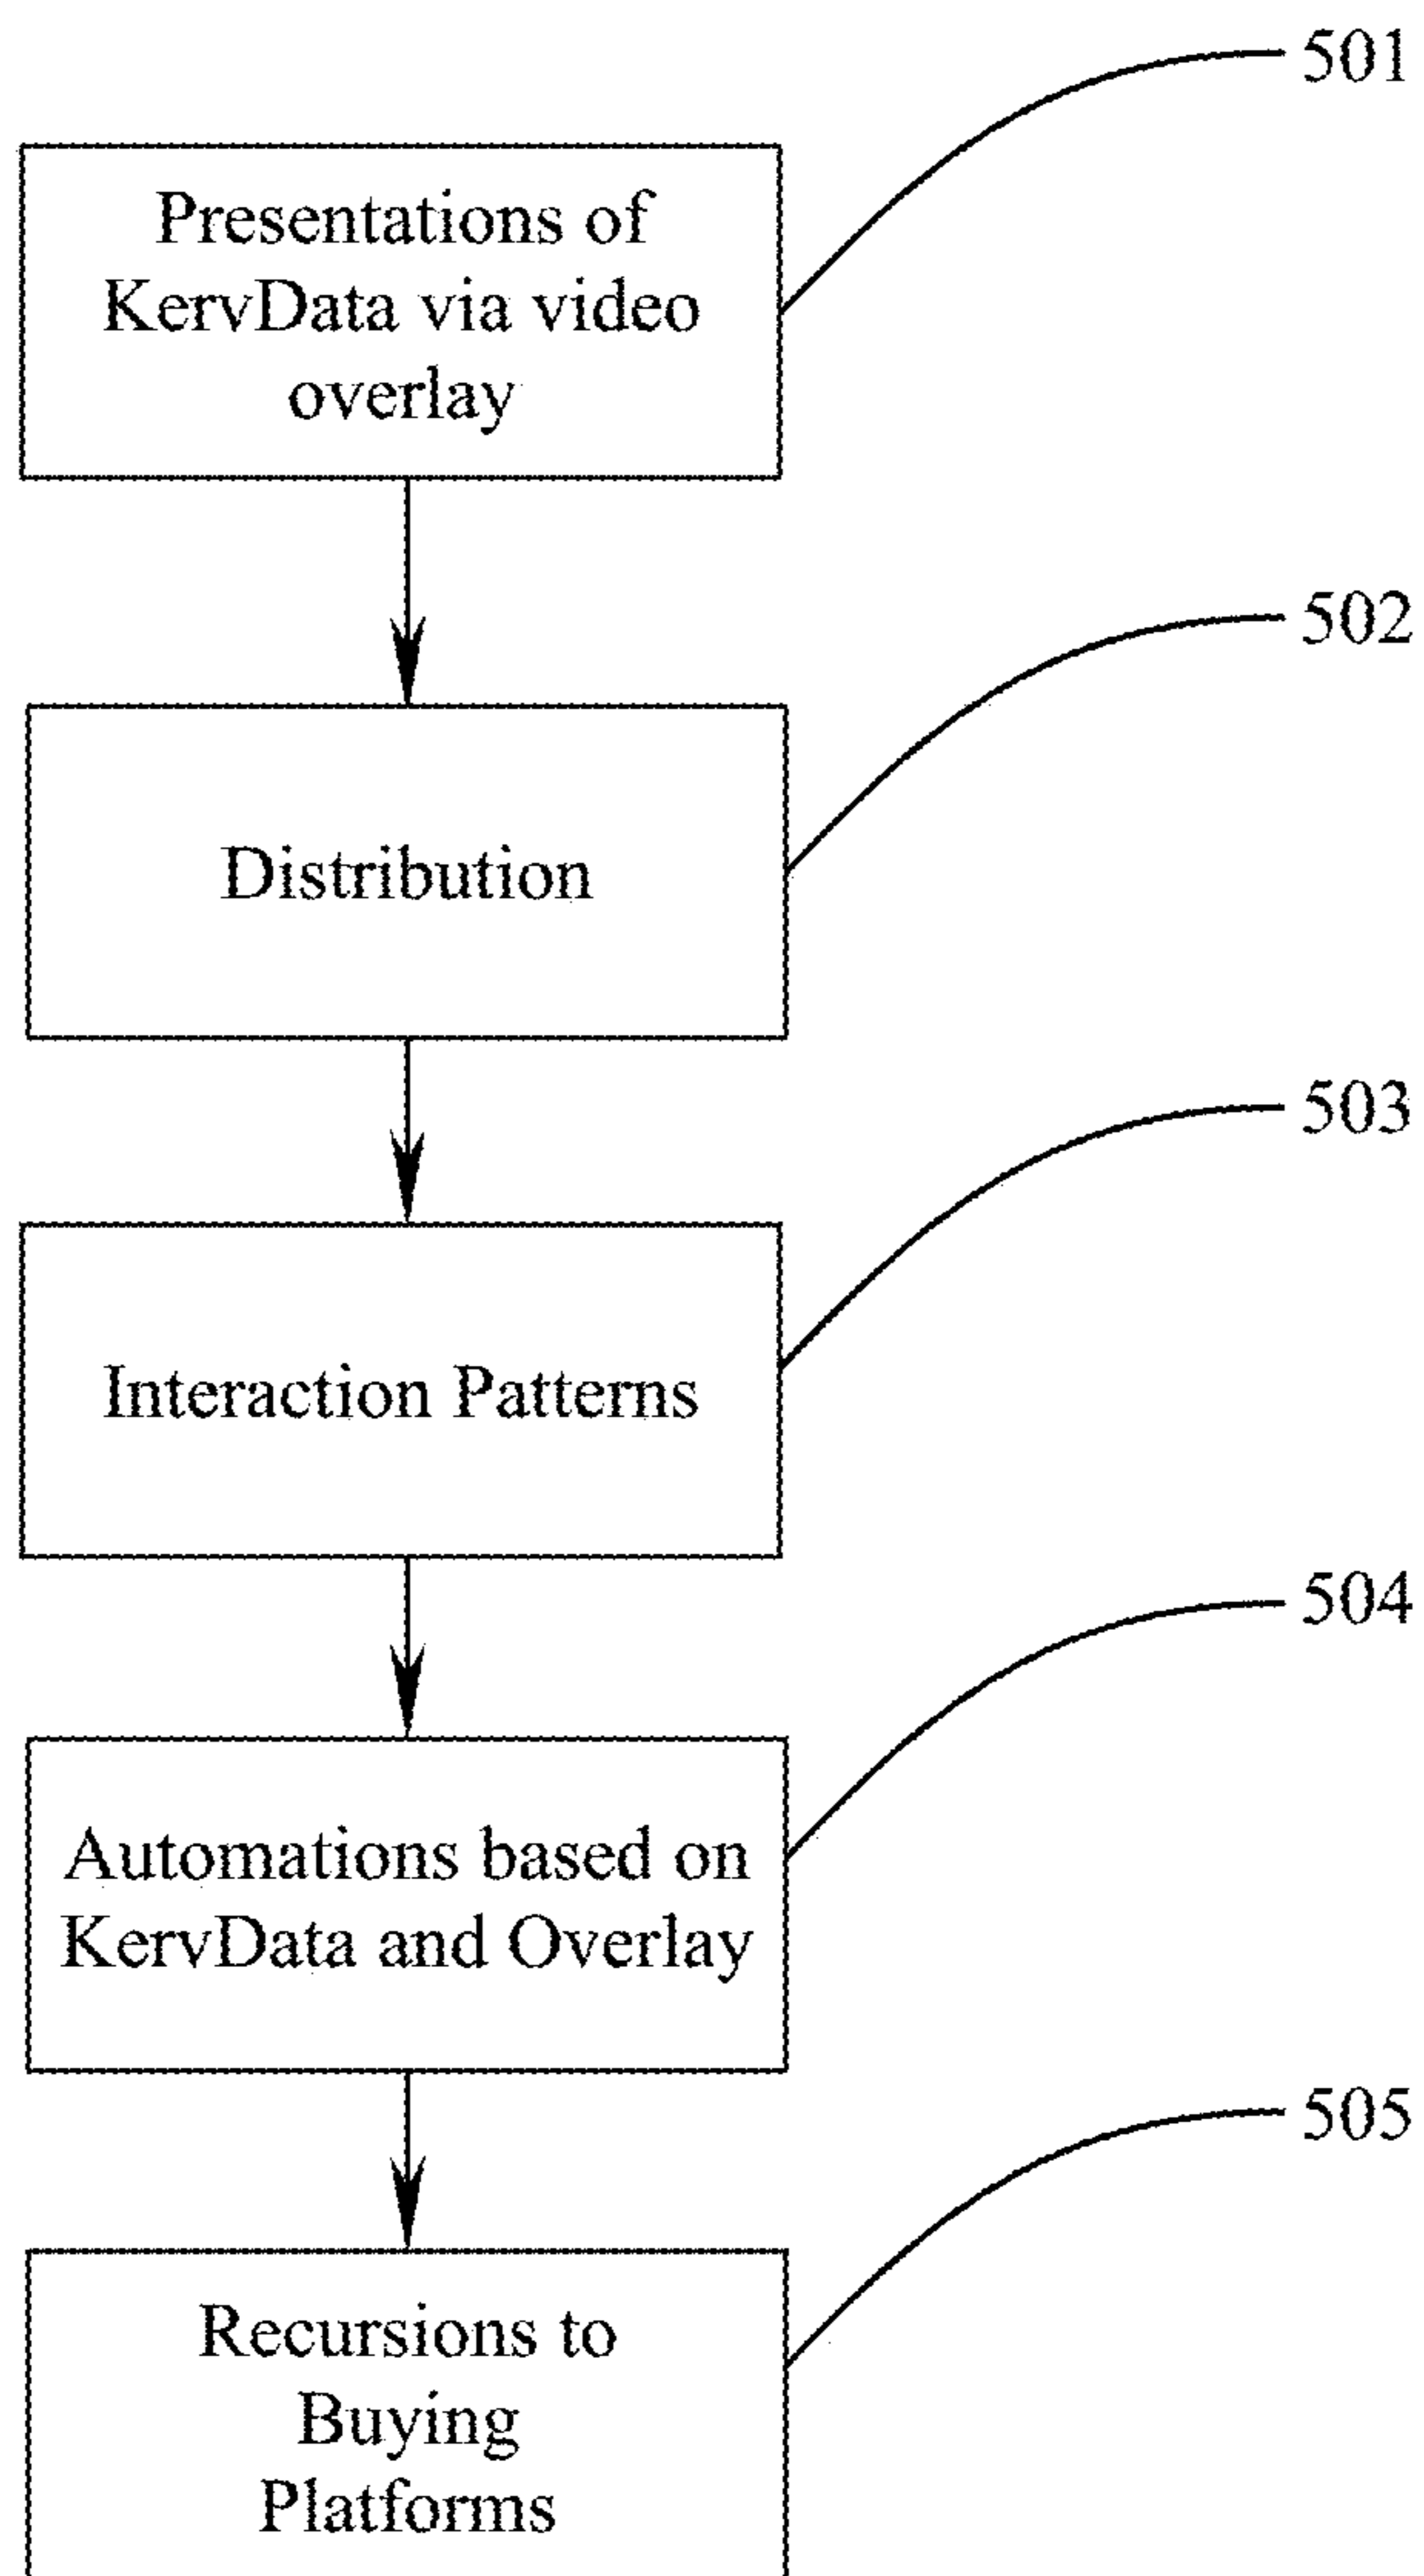 501
Presentations of
KervData via video
overlay
502
Distribution
503
Interaction Patterns
504
Automations based on
KervData and Overlay
505
Recursions to
Buying
Platforms